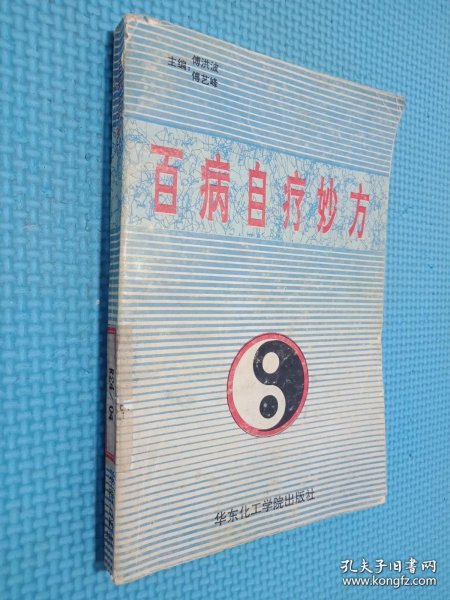 主编：傅洪波
傅艺峰
百病自疗妙方
华东化工学院出版社
孔夫子旧书网
www.kongfz.com